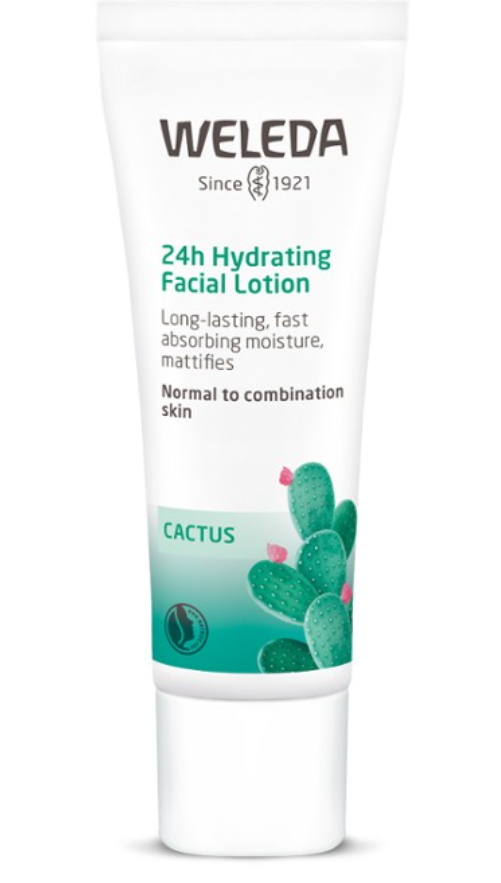 WELEDA
Since 1921
24h Hydrating
Facial Lotion
Long-lasting, fast
absorbing moisture,
mattifies
Normal to combination
skin
CACTUS